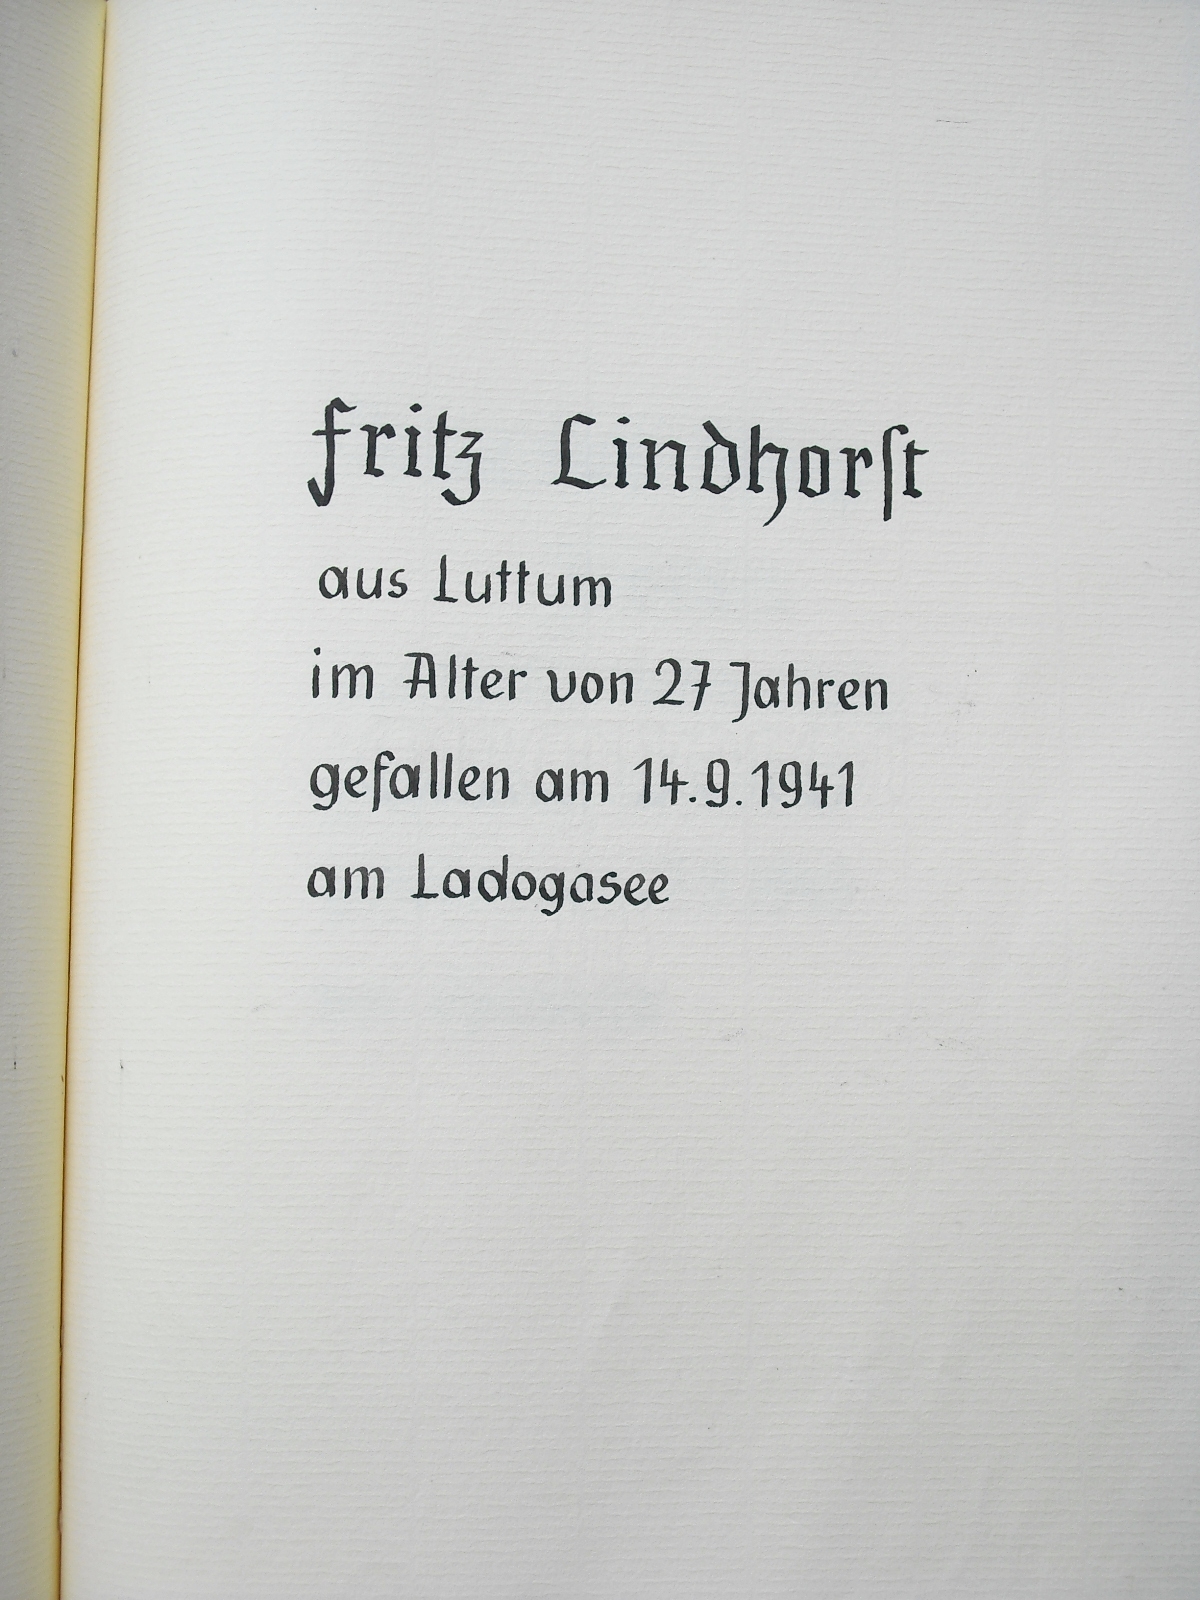 Fritz Lindhorſt
aus Luttum
im Alter von 27 Jahren
gefallen am 14.9.1941
am Ladogasee